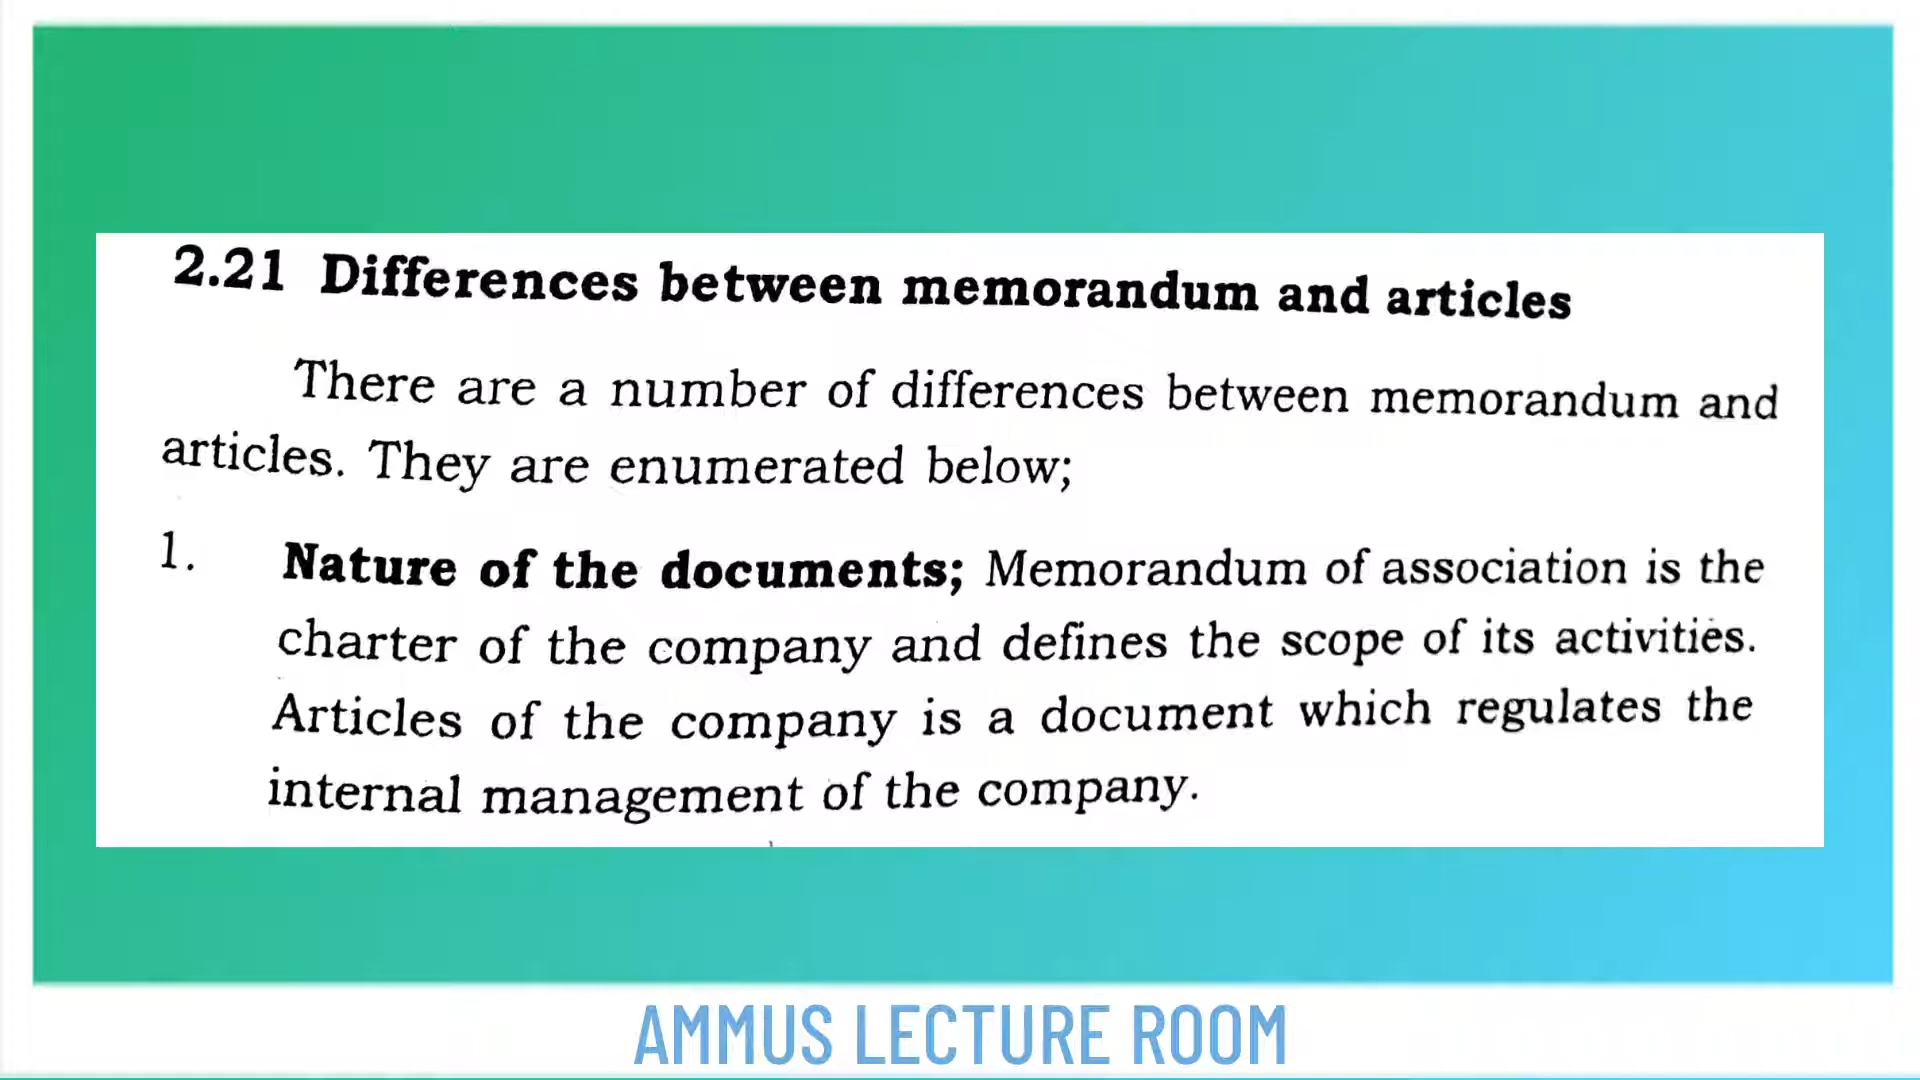 2.21 Differences between memorandum and articles
There are a number of differences between memorandum and
articles. They are enumerated below;
1. Nature of the documents; Memorandum of association is the
charter of the company and defines the scope of its activities.
Articles of the company is a document which regulates the
internal management of the company.
AMMUS LECTURE ROOM